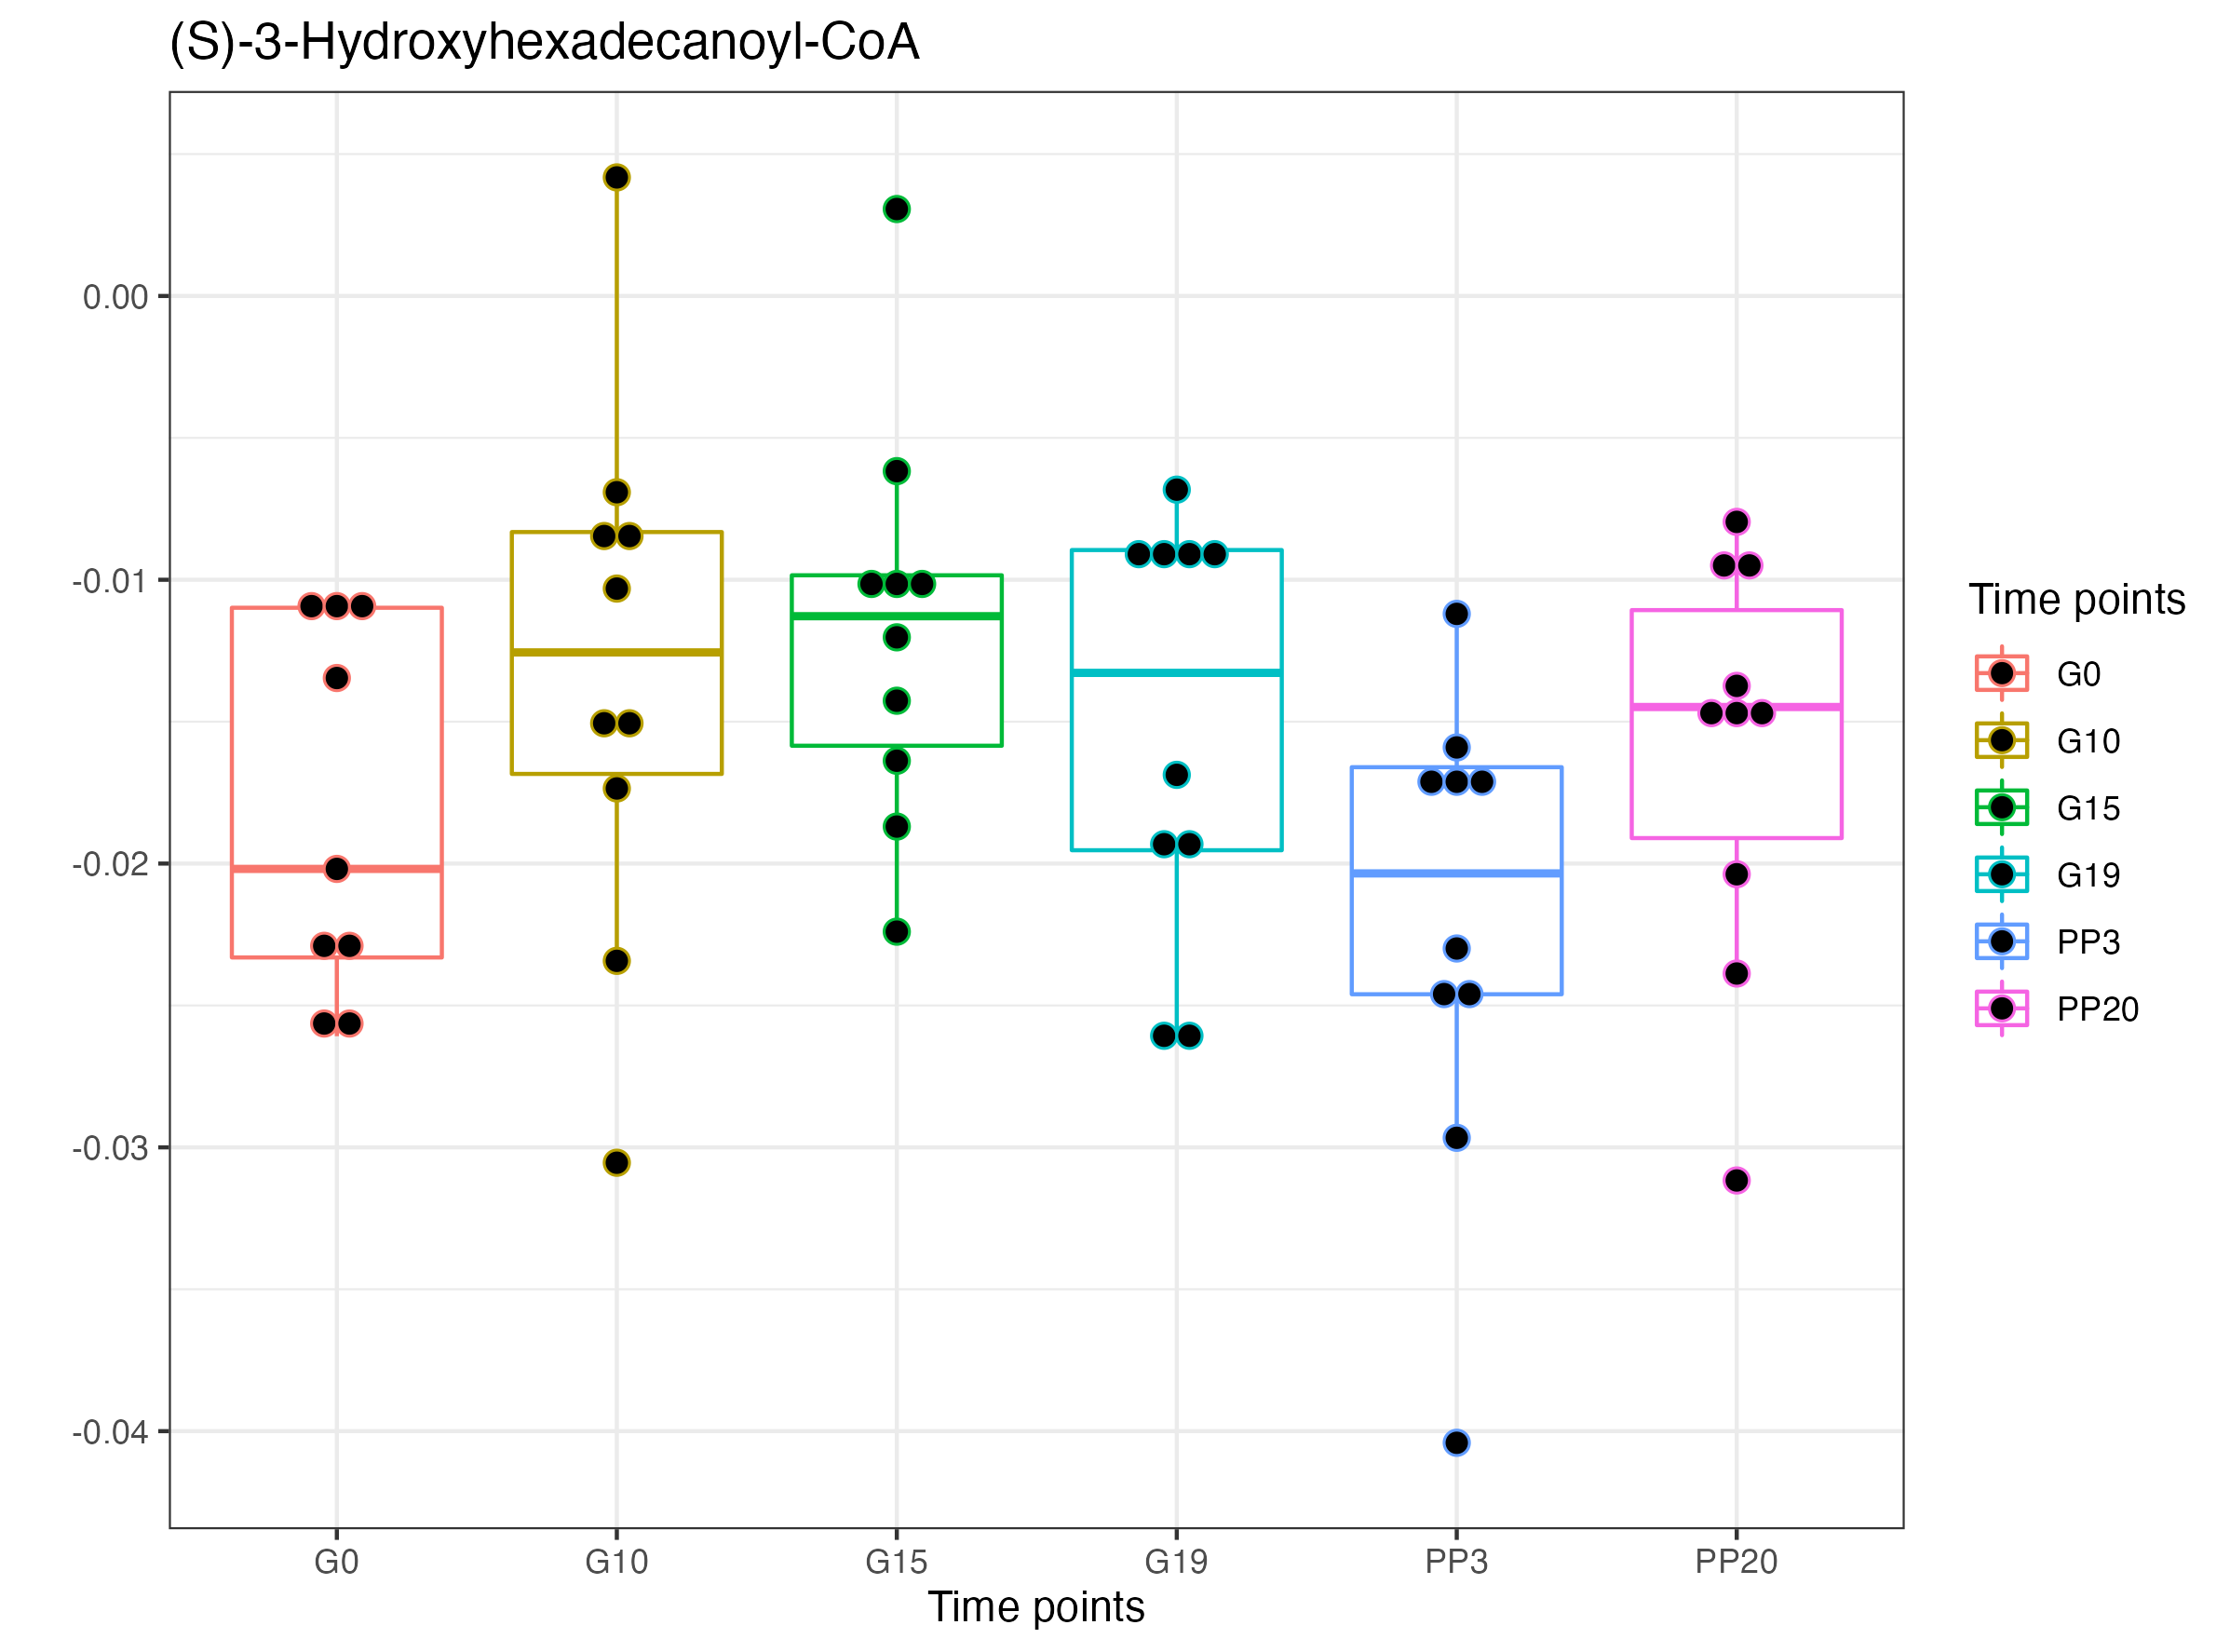 (S)-3-Hydroxyhexadecanoyl-CoA
0.00
-0.01
-0.02
-0.03
-0.04
G0 G10 G15 G19 PP3 PP20
Time points
Time points
G0
G10
G15
G19
PP3
PP20